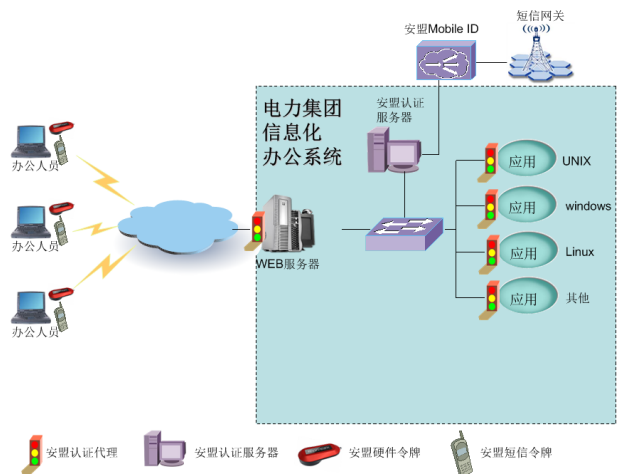 短信网关
安盟Mobile ID
电力集团
信息化
办公系统
安盟认证
服务器
办公人员
办公人员
办公人员
WEB服务器
应用 UNIX
应用 windows
应用 Linux
应用 其他
安盟认证代理
安盟认证服务器
安盟硬件令牌
安盟短信令牌